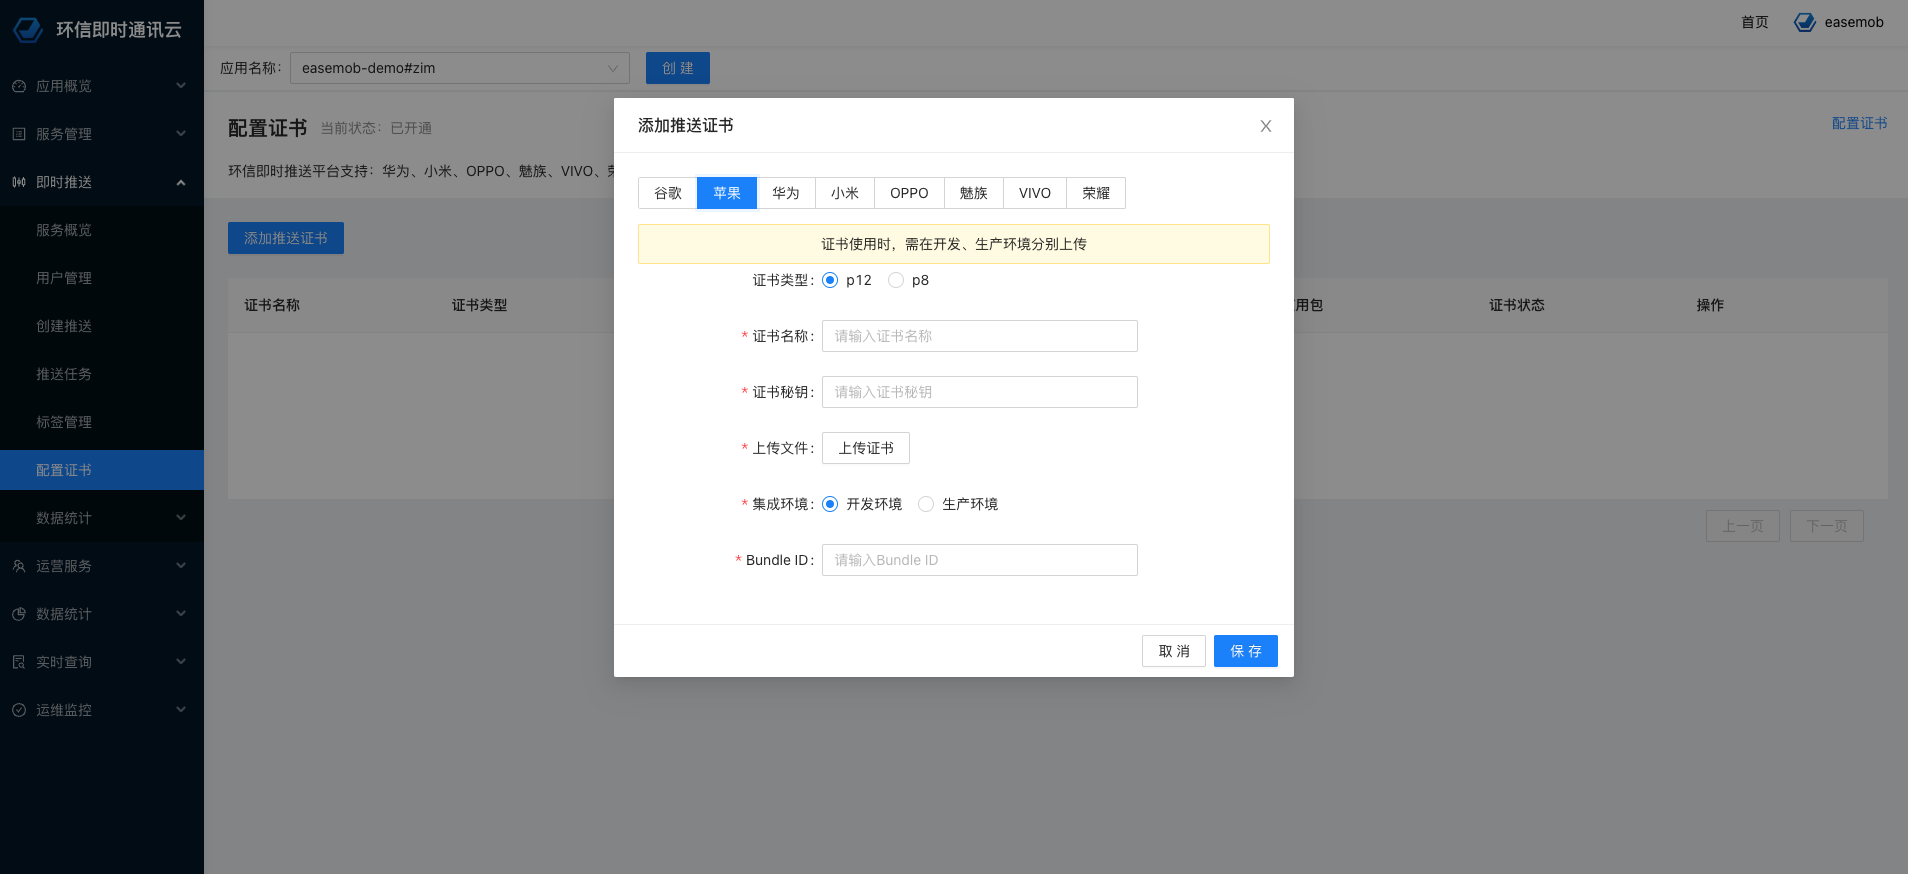 环信即时通讯云
首页
easemob
应用名称：
easemob-demo#zim
创 建
应用概览
服务管理
即时推送
服务概览
用户管理
创建推送
推送任务
标签管理
配置证书
数据统计
运营服务
数据统计
实时查询
运维监控
配置证书
当前状态：已开通
配置证书
环信即时推送平台支持：华为、小米、OPPO、魅族、VIVO、
添加推送证书
证书名称
证书类型
用包
证书状态
操作
上一页
下一页
添加推送证书
谷歌
苹果
华为
小米
OPPO
魅族
VIVO
荣耀
证书使用时，需在开发、生产环境分别上传
证书类型：
p12
p8
* 证书名称：
请输入证书名称
* 证书秘钥：
请输入证书秘钥
* 上传文件：
上传证书
* 集成环境：
开发环境
生产环境
* Bundle ID：
请输入Bundle ID
取 消
保 存